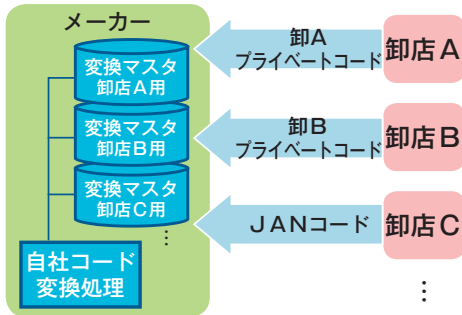 メーカー
変換マスタ
卸店A用
変換マスタ
卸店B用
変換マスタ
卸店C用
⋮
自社コード
変換処理
卸A
プライベートコード
卸店A
卸B
プライベートコード
卸店B
JANコード
卸店C
⋮